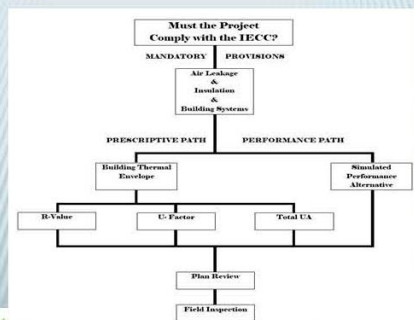 Must the Project
Comply with the IECC?
MANDATORY PROVISIONS
Air Leakage
&
Insulation
&
Building Systems
PRESCRIPTIVE PATH PERFORMANCE PATH
Building Thermal
Envelope
Simulated
Performance
Alternative
R-Value U- Factor Total UA
Plan Review
Field Inspection